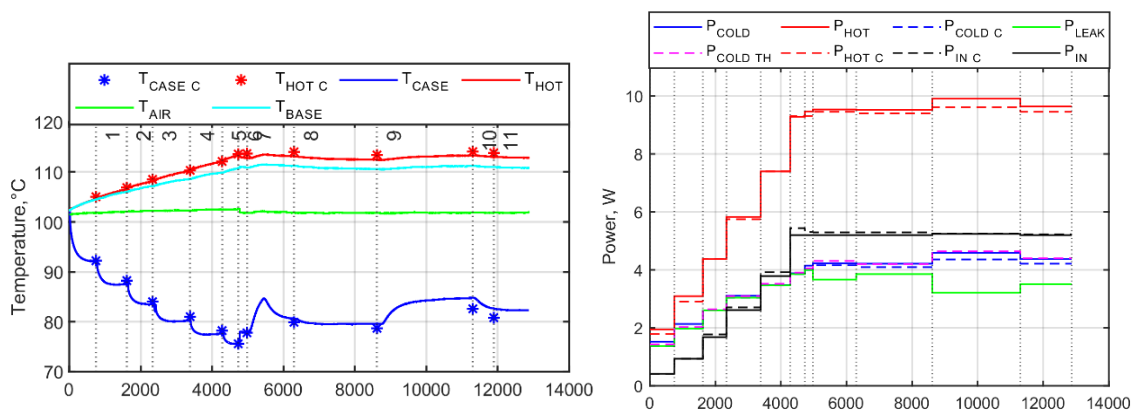 T_CASE C T_HOT C T_CASE T_HOT
T_AIR T_BASE
Temperature,°C
120
110
100
90
80
70
1 2 3 4 5 6 7 8 9 10 11
0 2000 4000 6000 8000 10000 12000 14000
P_COLD P_HOT P_COLD C P_LEAK
P_COLD TH P_HOT C P_IN C P_IN
Power, W
10
8
6
4
2
0
0 2000 4000 6000 8000 10000 12000 14000